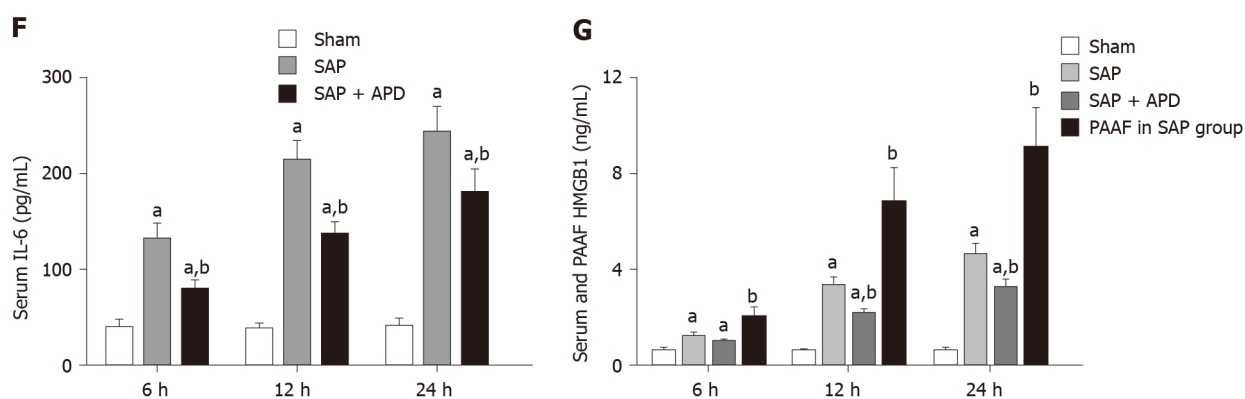 F
Sham
SAP
SAP + APD
Serum IL-6 (pg/mL)
300
200
100
0
a
a,b
a
a,b
a
a,b
6 h
12 h
24 h
G
Sham
SAP
SAP + APD
PAAF in SAP group
Serum and PAAF HMGB1 (ng/mL)
12
8
4
0
a
a
b
a
a,b
b
a
a,b
b
6 h
12 h
24 h